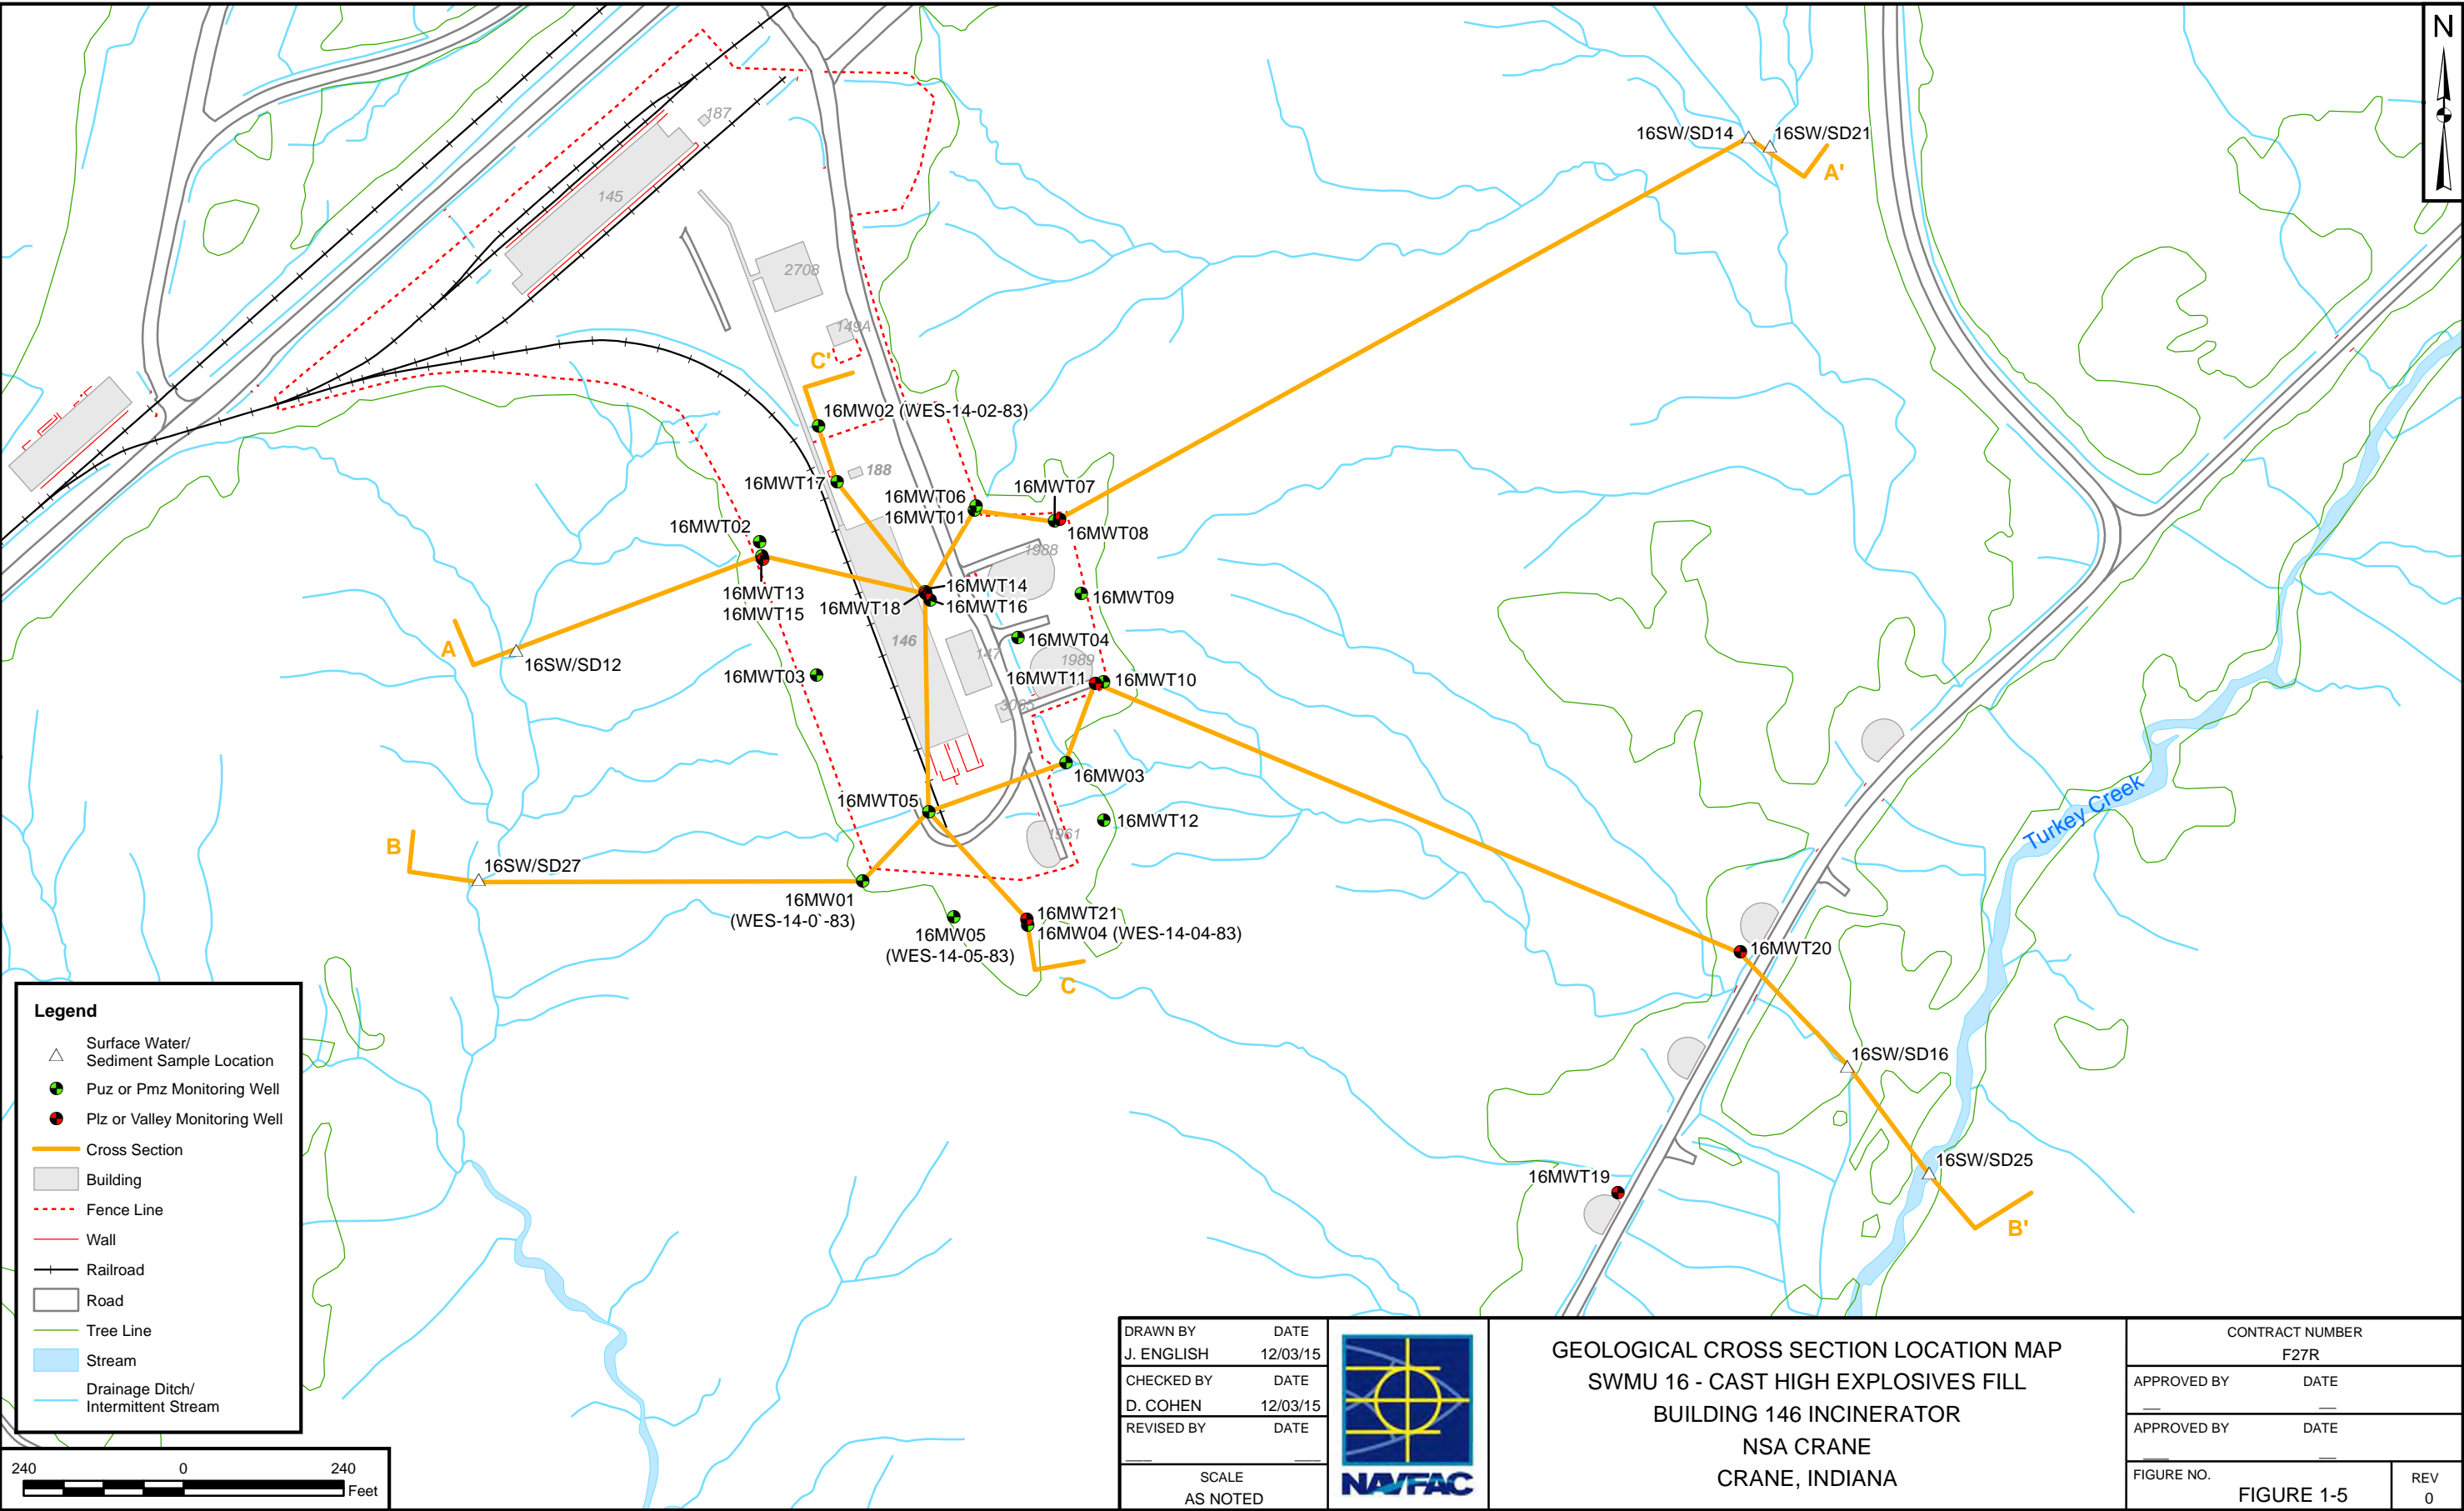 N
187
145
16SW/SD14
16SW/SD21
A'
2708
149A
C'
16MW02 (WES-14-02-83)
188
16MWT17
16MWT06
16MWT01
16MWT07
16MWT08
16MWT02
1988
16MWT13
16MWT15
16MWT14
16MWT18
16MWT16
16MWT09
146
16MWT04
147
1989
A
16SW/SD12
16MWT03
16MWT11
16MWT10
3065
16MW03
16MWT05
16MWT12
1961
Turkey Creek
B
16SW/SD27
16MW01
(WES-14-0`-83)
16MWT21
16MW04 (WES-14-04-83)
16MW05
(WES-14-05-83)
16MWT20
C
16SW/SD16
16SW/SD25
16MWT19
B'
Legend
Surface Water/
Sediment Sample Location
Puz or Pmz Monitoring Well
Plz or Valley Monitoring Well
Cross Section
Building
Fence Line
Wall
Railroad
Road
Tree Line
Stream
Drainage Ditch/
Intermittent Stream
240 0 240
Feet
DRAWN BY DATE
J. ENGLISH 12/03/15
CHECKED BY DATE
D. COHEN 12/03/15
REVISED BY DATE
___ ___
SCALE
AS NOTED
NAVFAC
GEOLOGICAL CROSS SECTION LOCATION MAP
SWMU 16 - CAST HIGH EXPLOSIVES FILL
BUILDING 146 INCINERATOR
NSA CRANE
CRANE, INDIANA
CONTRACT NUMBER
F27R
APPROVED BY DATE
__ __
APPROVED BY DATE
___ __
FIGURE NO.
FIGURE 1-5
REV
0